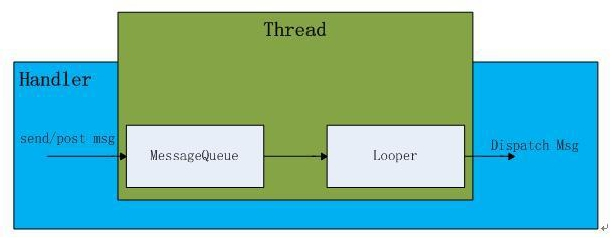 Thread
Handler
send/post msg
MessageQueue
Looper
Dispatch Msg